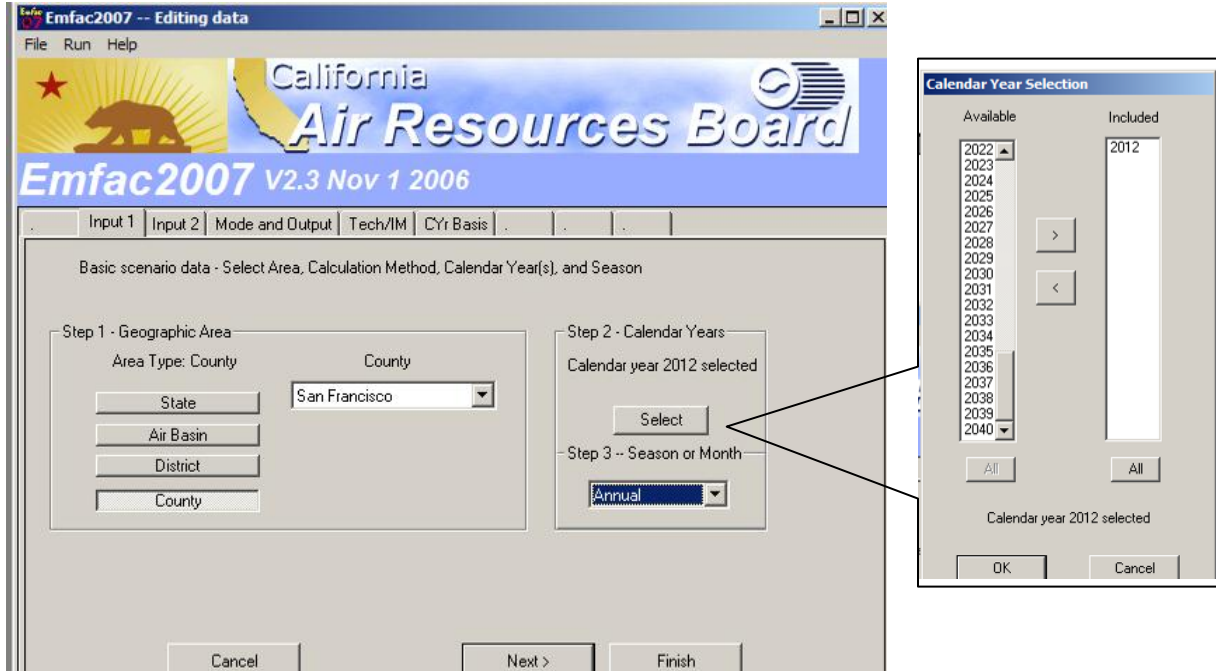 Emfac2007 -- Editing data
File Run Help
California
Air Resources Board
Emfac2007 V2.3 Nov 1 2006
. Input 1 Input 2 Mode and Output Tech/IM CYr Basis . . .
Basic scenario data - Select Area, Calculation Method, Calendar Year(s), and Season
Step 1 - Geographic Area
Area Type: County
County
San Francisco
State
Air Basin
District
County
Step 2 - Calendar Years
Calendar year 2012 selected
Select
Step 3 -- Season or Month
Annual
Cancel
Next >
Finish
Calendar Year Selection
Available
2022
2023
2024
2025
2026
2027
2028
2029
2030
2031
2032
2033
2034
2035
2036
2037
2038
2039
2040
>
<
Included
2012
All
All
Calendar year 2012 selected
OK
Cancel